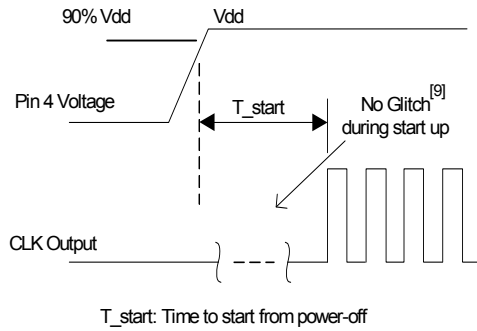 90% Vdd
Vdd
Pin 4 Voltage
T_start
No Glitch[9]
during start up
CLK Output
T_start: Time to start from power-off